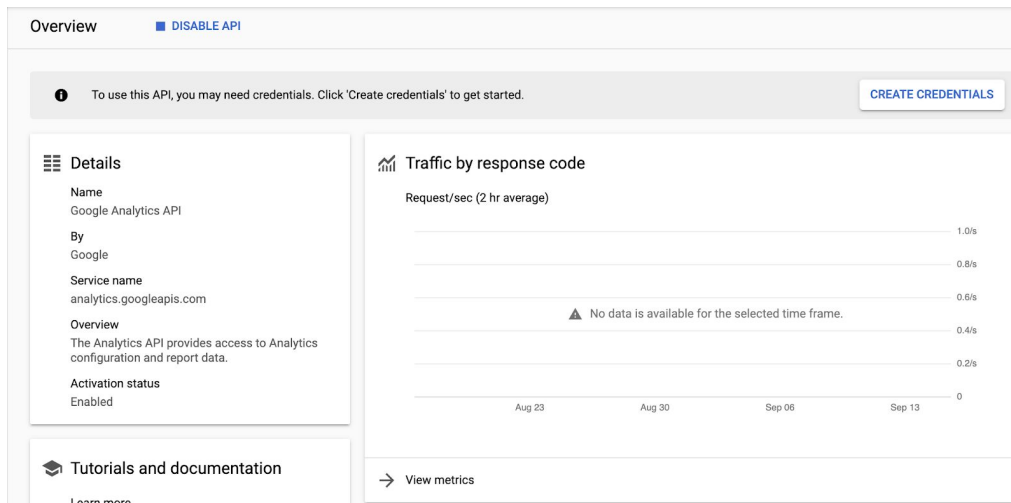 Overview
DISABLE API
To use this API, you may need credentials. Click 'Create credentials' to get started.
CREATE CREDENTIALS
Details
Name
Google Analytics API
By
Google
Service name
analytics.googleapis.com
Overview
The Analytics API provides access to Analytics
configuration and report data.
Activation status
Enabled
Tutorials and documentation
Learn more
Traffic by response code
Request/sec (2 hr average)
1.0/s
0.8/s
0.6/s
No data is available for the selected time frame.
0.4/s
0.2/s
0
Aug 23 Aug 30 Sep 06 Sep 13
View metrics